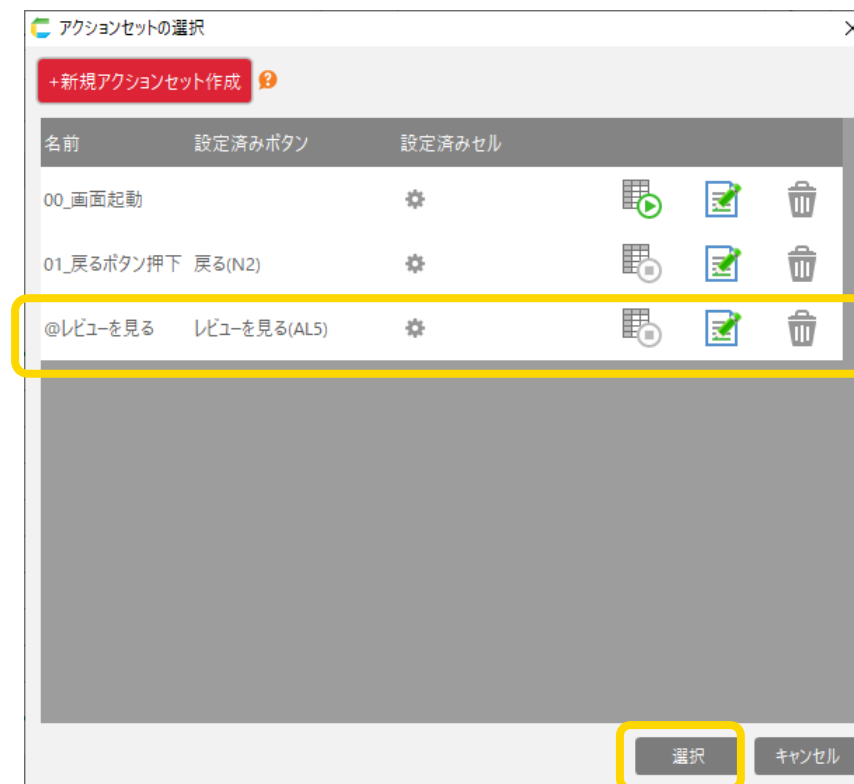 アクションセットの選択
+新規アクションセット作成
名前 設定済みボタン 設定済みセル
00_画面起動
01_戻るボタン押下 戻る(N2)
@レビューを見る レビューを見る(AL5)
選択 キャンセル